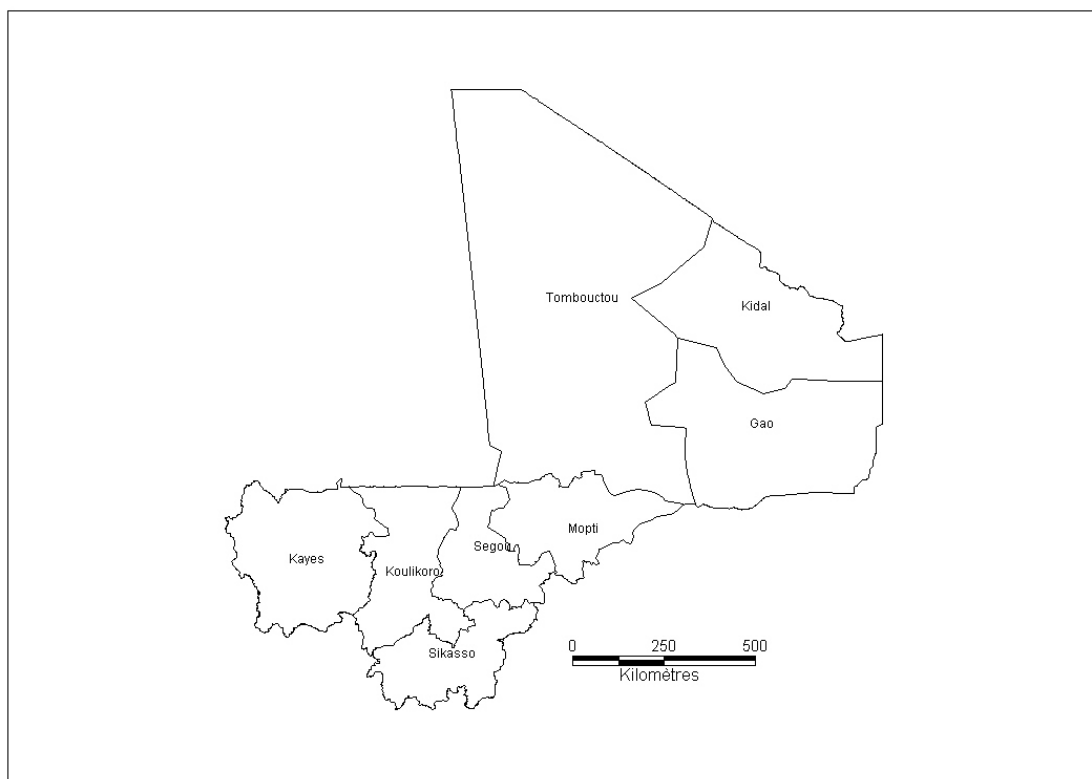 Tombouctou
Kidal
Gao
Mopti
Segou
Kayes
Koulikoro
Sikasso
0 250 500
Kilomètres